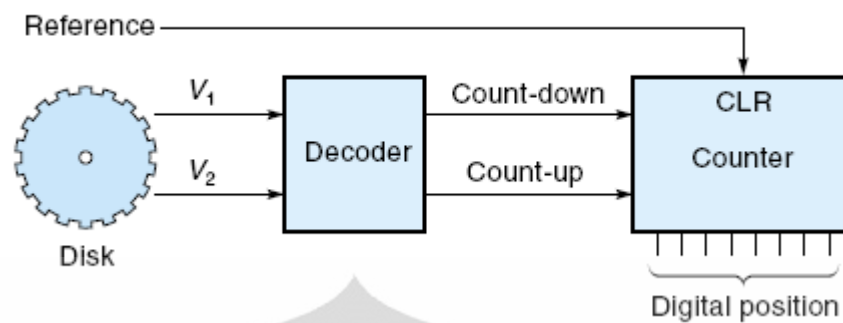 Reference
V1
Count-down
CLR
Decoder
Counter
V2
Count-up
Disk
Digital position